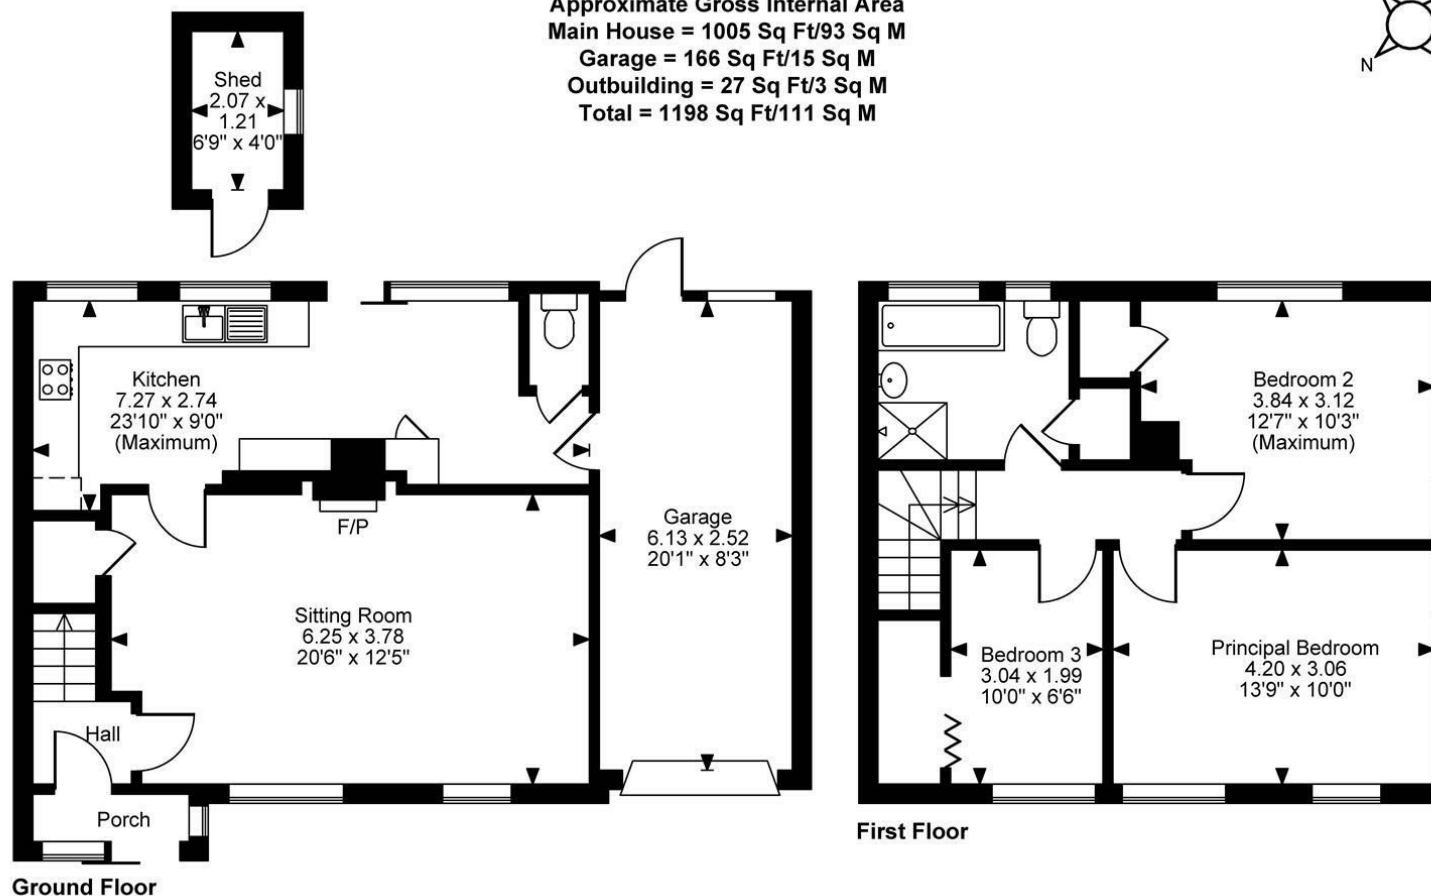 Approximate Gross Internal Area
Main House = 1005 Sq Ft/93 Sq M
Garage = 166 Sq Ft/15 Sq M
Outbuilding = 27 Sq Ft/3 Sq M
Total = 1198 Sq Ft/111 Sq M
N
Shed
2.07 x
1.21
6'9" x 4'0"
Kitchen
7.27 x 2.74
23'10" x 9'0"
(Maximum)
F/P
Garage
6.13 x 2.52
20'1" x 8'3"
Sitting Room
6.25 x 3.78
20'6" x 12'5"
Hall
Porch
Ground Floor
Bedroom 2
3.84 x 3.12
12'7" x 10'3"
(Maximum)
Bedroom 3
3.04 x 1.99
10'0" x 6'6"
Principal Bedroom
4.20 x 3.06
13'9" x 10'0"
First Floor